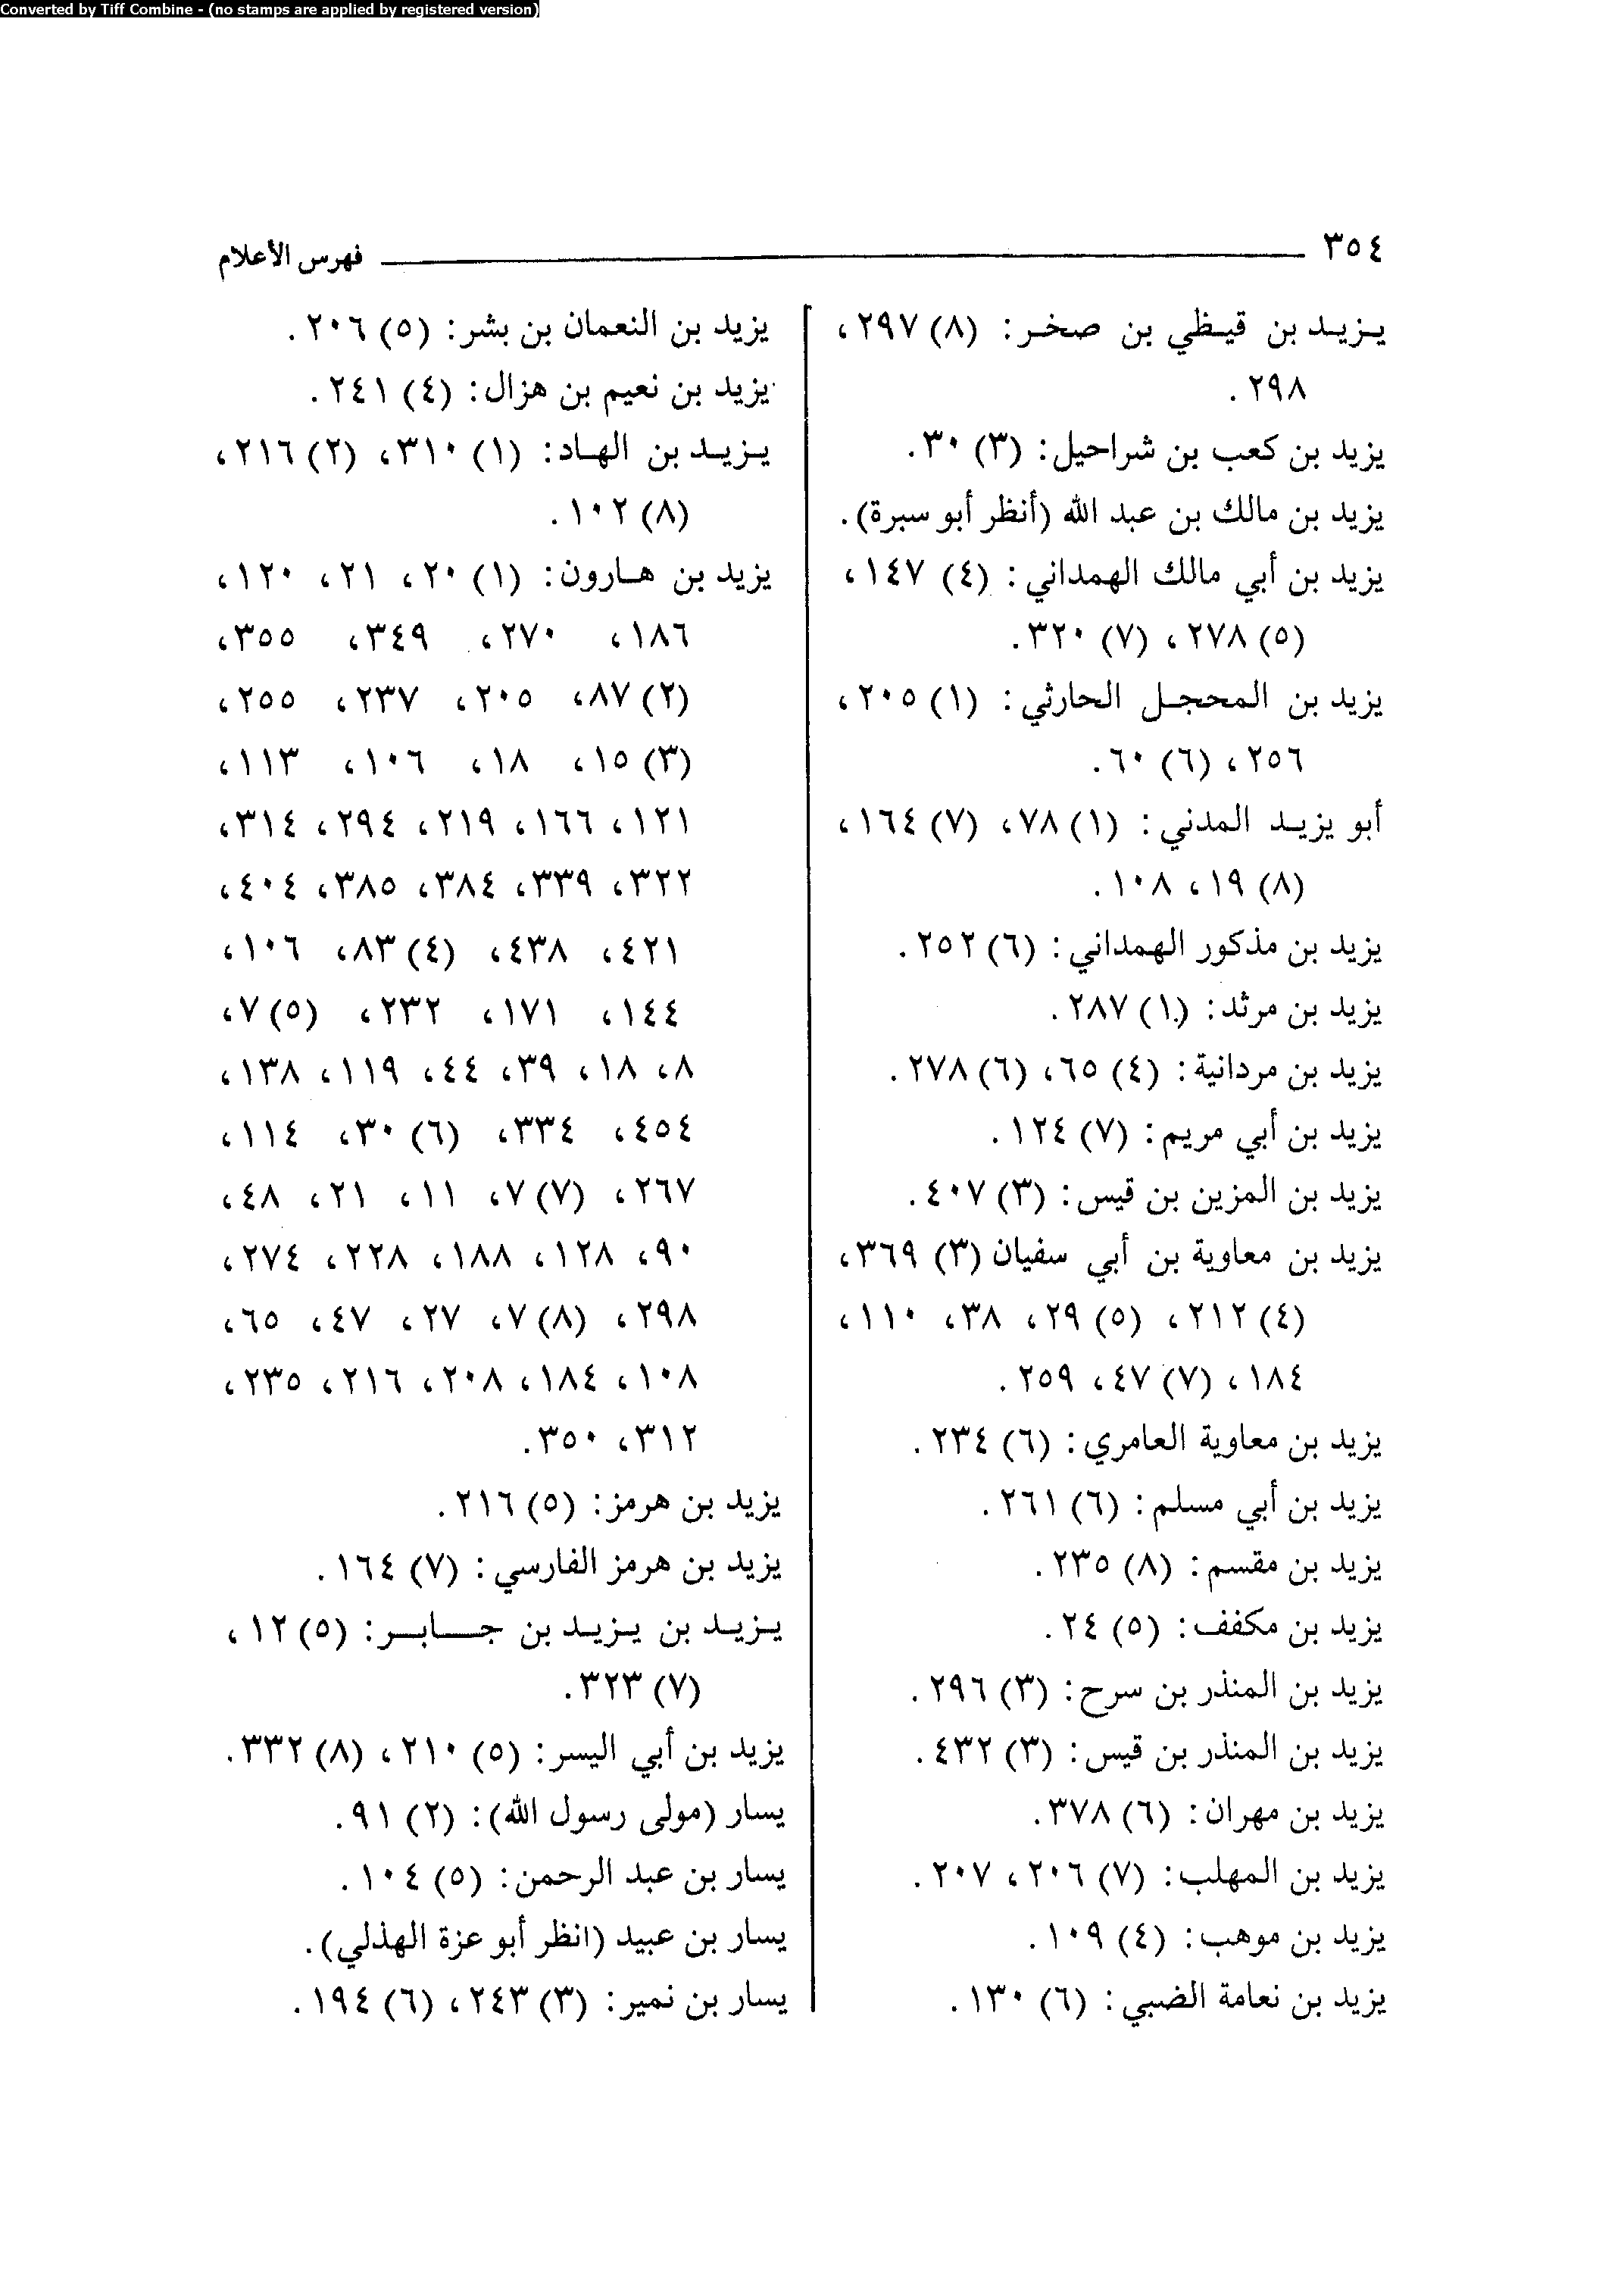 Converted by Tiff Combine - (no stamps are applied by registered version)
٣٥٤ فهرس الأعلام
يـزيـد بن قيـظي بن صخـر: (٨) ٢٩٧،
٢٩٨.
يزيد بن كعب بن شراحيل: (٣) ٣٠.
يزيد بن مالك بن عبد الله (أنظر أبو سبرة).
يزيد بن أبي مالك الهمداني: (٤) ١٤٧،
(٥) ٢٧٨، (٧) ٣٢٠.
يزيد بن المحجـل الحارثي: (١) ٢٠٥،
٢٥٦، (٦) ٦٠.
أبو يزيـد المدني: (١) ٧٨، (٧) ١٦٤،
(٨) ١٩، ١٠٨.
يزيد بن مذكور الهمداني: (٦) ٢٥٢.
يزيد بن مرثد: (١) ٢٨٧.
يزيد بن مردانية: (٤) ٦٥، (٦) ٢٧٨.
يزيد بن أبي مريم: (٧) ١٢٤.
يزيد بن المزين بن قيس: (٣) ٤٠٧.
يزيد بن معاوية بن أبي سفيان (٣) ٣٦٩،
(٤) ٢١٢، (٥) ٢٩، ٣٨، ١١٠،
١٨٤، (٧) ٤٧، ٢٥٩.
يزيد بن معاوية العامري: (٦) ٢٣٤.
يزيد بن أبي مسلم: (٦) ٢٦١.
يزيد بن مقسم: (٨) ٢٣٥.
يزيد بن مكفف: (٥) ٢٤.
يزيد بن المنذر بن سرح: (٣) ٢٩٦.
يزيد بن المنذر بن قيس: (٣) ٤٣٢.
يزيد بن مهران: (٦) ٣٧٨.
يزيد بن المهلب: (٧) ٢٠٦، ٢٠٧.
يزيد بن موهب: (٤) ١٠٩.
يزيد بن نعامة الضبي: (٦) ١٣٠.
يزيد بن النعمان بن بشر: (٥) ٢٠٦.
يزيد بن نعيم بن هزال: (٤) ٢٤١.
يـزيـد بن الهـاد: (١) ٣١٠، (٢) ٢١٦،
(٨) ١٠٢.
يزيد بن هـارون: (١) ٢٠، ٢١، ١٢٠،
١٨٦، ٢٧٠، ٣٤٩، ٣٥٥،
(٢) ٨٧، ٢٠٥، ٢٣٧، ٢٥٥،
(٣) ١٥، ١٨، ١٠٦، ١١٣،
١٢١، ١٦٦، ٢١٩، ٢٩٤، ٣١٤،
٣٢٢، ٣٣٩، ٣٨٤، ٣٨٥، ٤٠٤،
٤٢١، ٤٣٨، (٤) ٨٣، ١٠٦،
١٤٤، ١٧١، ٢٣٢، (٥) ٧،
٨، ١٨، ٣٩، ٤٤، ١١٩، ١٣٨،
٤٥٤، ٣٣٤، (٦) ٣٠، ١١٤،
٢٦٧، (٧) ٧، ١١، ٢١، ٤٨،
٩٠، ١٢٨، ١٨٨، ٢٢٨، ٢٧٤،
٢٩٨، (٨) ٧، ٢٧، ٤٧، ٦٥،
١٠٨، ١٨٤، ٢٠٨، ٢١٦، ٢٣٥،
٣١٢، ٣٥٠.
يزيد بن هرمز: (٥) ٢١٦.
يزيد بن هرمز الفارسي: (٧) ١٦٤.
يـزيـد بن يـزيـد بن جـــابـر: (٥) ١٢،
(٧) ٣٢٣.
يزيد بن أبي اليسر: (٥) ٢١٠، (٨) ٣٣٢.
يسار (مولى رسول الله): (٢) ٩١.
يسار بن عبد الرحمن: (٥) ١٠٤.
يسار بن عبيد (انظر أبو عزة الهذلي).
يسار بن نمير: (٣) ٢٤٣، (٦) ١٩٤.